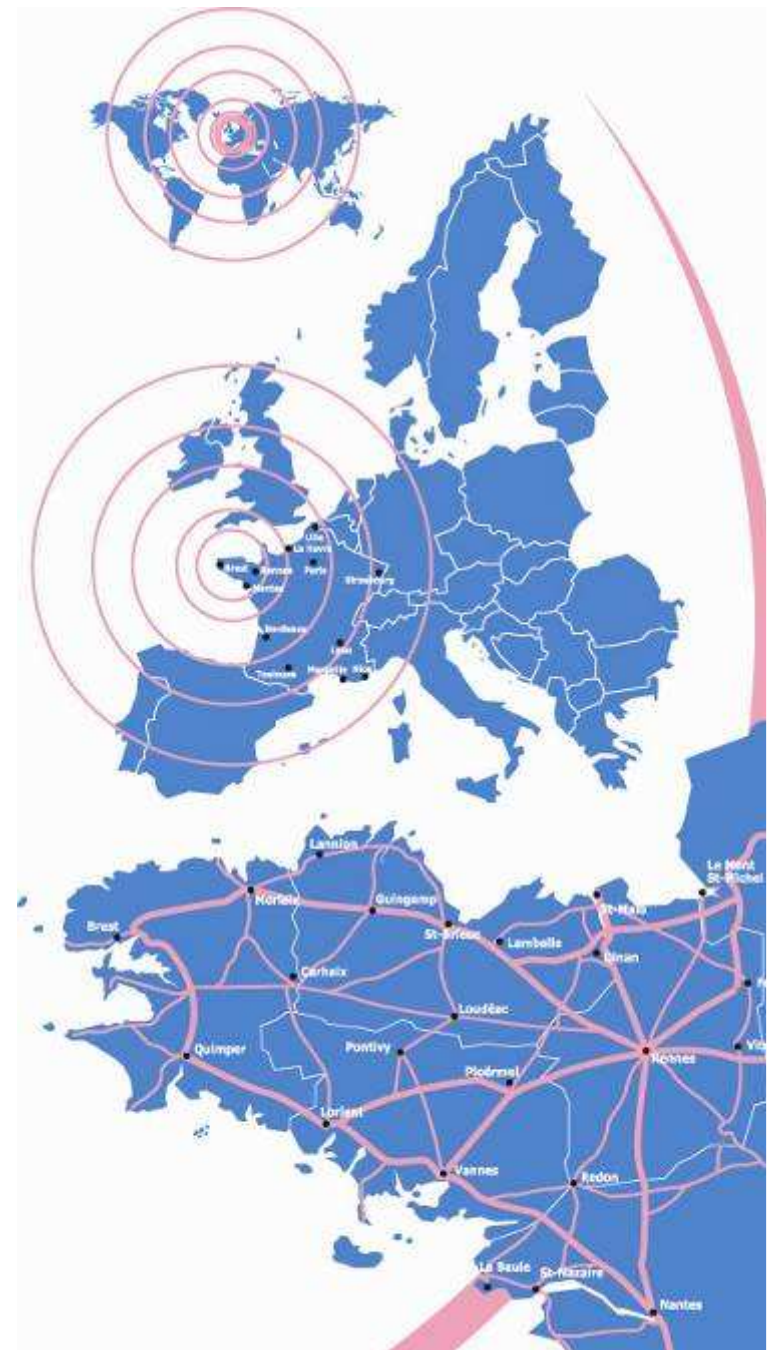 Lille
Le Havre
Brest
Rennes
Paris
Strasbourg
Nantes
Bordeaux
Lyon
Toulouse
Marseille
Nice
Lannion
Le Mont
St-Michel
Morlaix
Guingamp
St-Malo
Brest
St-Brieuc
Lamballe
Dinan
Carhaix
Loudéac
Quimper
Pontivy
Rennes
Ploërmel
Lorient
Vannes
Redon
La Baule
St-Nazaire
Nantes